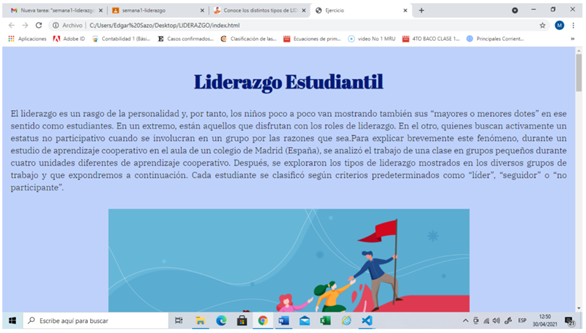 Nueva tarea: "semana1-liderazgo
semana1-liderazgo
Conoce los distintos tipos de LI
Ejercicio
Archivo | C:/Users/Edgar%20Sazo/Desktop/LIDERAZGO/index.html
Aplicaciones Adobe ID Contabilidad 1 (Bási... Casos confirmados... Clasificación de las... Ecuaciones de prim... video No 1 MRU 4TO BACO CLASE 1... Principales Corrient...
Liderazgo Estudiantil
El liderazgo es un rasgo de la personalidad y, por tanto, los niños poco a poco van mostrando también sus “mayores o menores dotes” en ese
sentido como estudiantes. En un extremo, están aquellos que disfrutan con los roles de liderazgo. En el otro, quienes buscan activamente un
estatus no participativo cuando se involucran en un grupo por las razones que sea.Para explicar brevemente este fenómeno, durante un
estudio de aprendizaje cooperativo en el aula de un colegio de Madrid (España), se analizó el trabajo de una clase en grupos pequeños durante
cuatro unidades diferentes de aprendizaje cooperativo. Después, se exploraron los tipos de liderazgo mostrados en los diversos grupos de
trabajo y que expondremos a continuación. Cada estudiante se clasificó según criterios predeterminados como “líder”, “seguidor” o “no
participante”.
Escribe aquí para buscar
ESP
12:50
30/04/2021